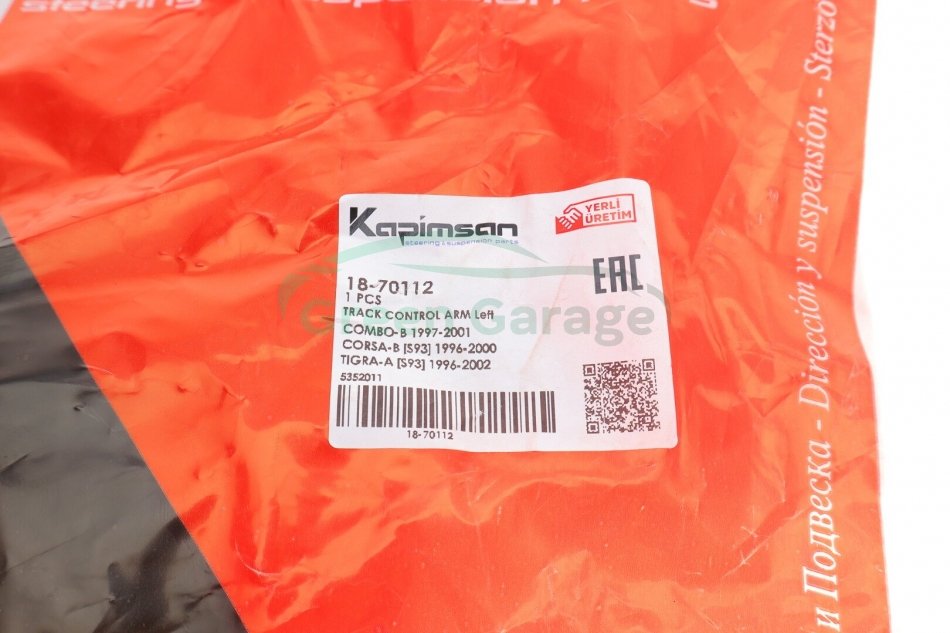 Steering
Kapimsan
steering & suspension parts
YERLİ
ÜRETİM
EAC
18-70112
1 PCS
TRACK CONTROL ARM Left
COMBO-B 1997-2001
CORSA-B [S93] 1996-2000
TIGRA-A [S93] 1996-2002
5352011
18-70112
Garage
и Подвеска - Dirección y suspensión - Sterzo